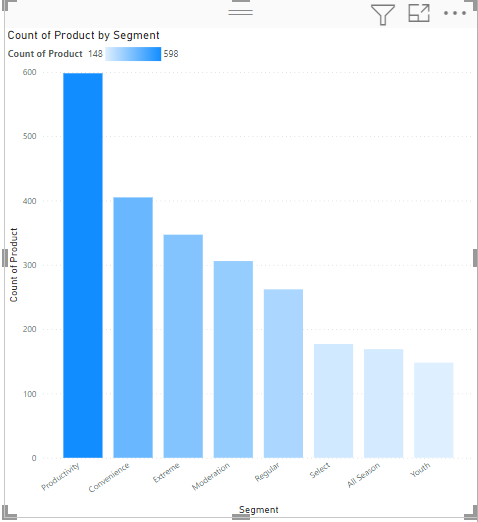 Count of Product by Segment
Count of Product 148 598
600
500
400
300
200
100
0
Count of Product
Productivity Convenience Extreme Moderation Regular Select All Season Youth
Segment